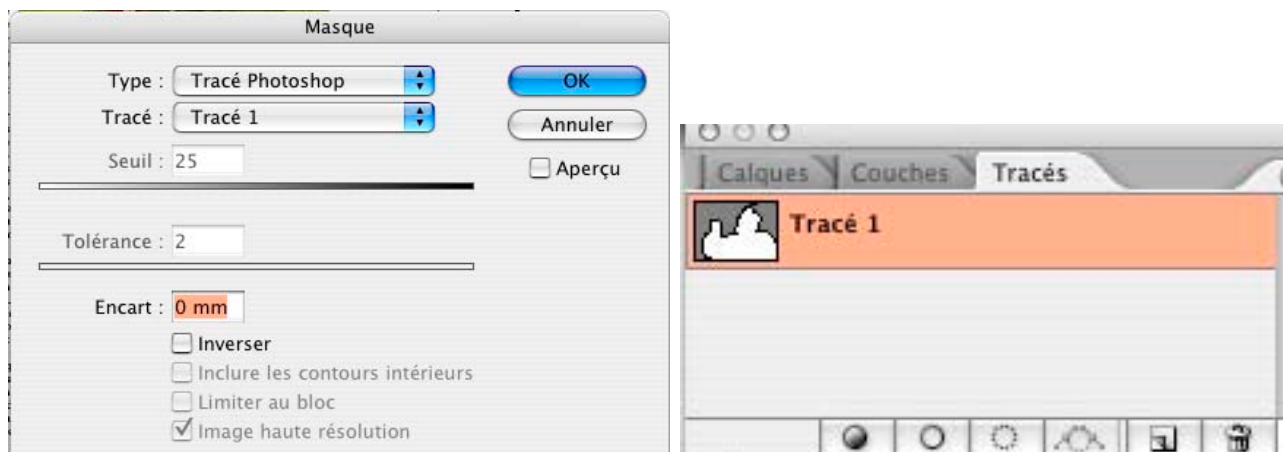 Masque
Type : Tracé Photoshop
OK
Tracé : Tracé 1
Annuler
Seuil : 25
Aperçu
Tolérance : 2
Encart : 0 mm
Inverser
Inclure les contours intérieurs
Limiter au bloc
Image haute résolution
Calques Couches Tracés
Tracé 1